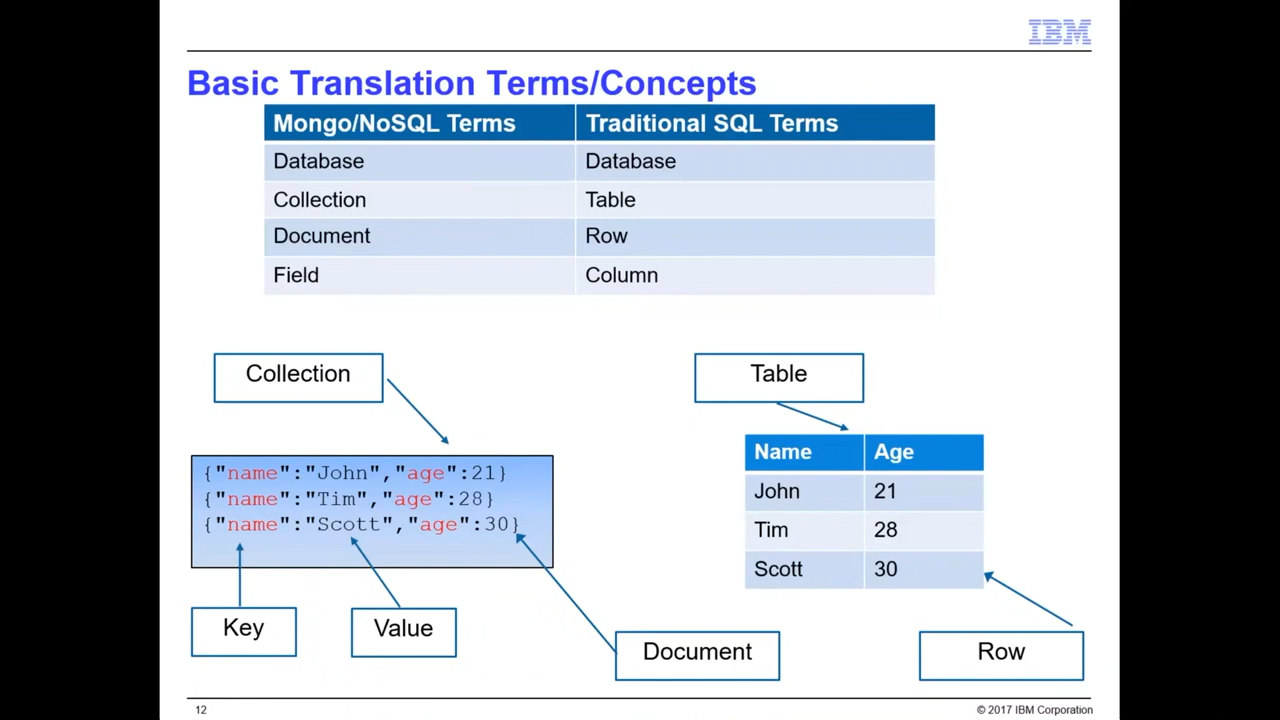 IBM
Basic Translation Terms/Concepts
Mongo/NoSQL Terms Traditional SQL Terms
Database Database
Collection Table
Document Row
Field Column
Collection
{"name":"John","age":21}
{"name":"Tim","age":28}
{"name":"Scott","age":30}
Key
Value
Document
Table
Name Age
John 21
Tim 28
Scott 30
Row
12
© 2017 IBM Corporation